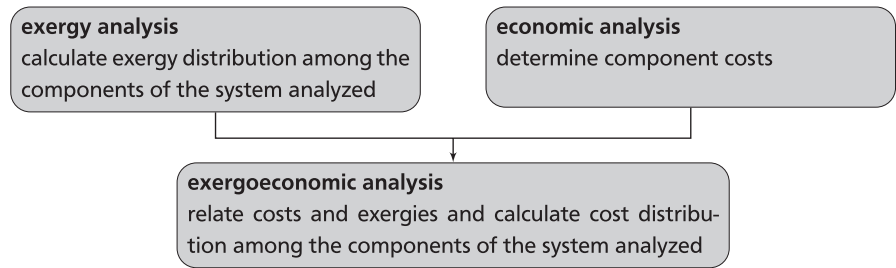 exergy analysis
calculate exergy distribution among the
components of the system analyzed
economic analysis
determine component costs
exergoeconomic analysis
relate costs and exergies and calculate cost distribu-
tion among the components of the system analyzed